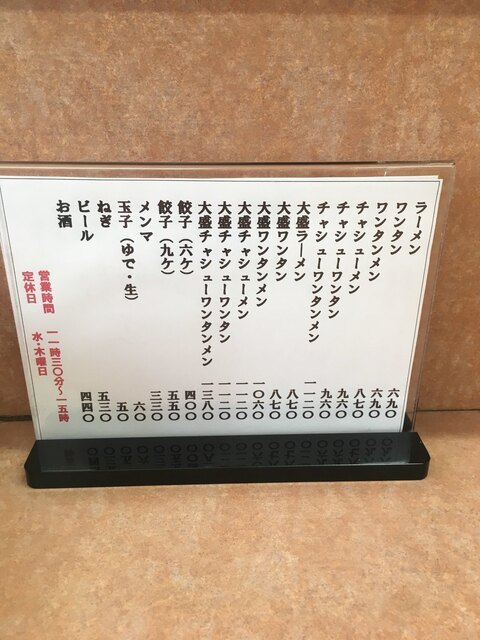 ラーメン 六九〇
ワンタン 六九〇
ワンタンメン 八七〇
チャシューメン 九六〇
チャシューワンタン 九六〇
チャシューワンタンメン 一一二〇
大盛ラーメン 八七〇
大盛ワンタン 八七〇
大盛ワンタンメン 一〇六〇
大盛チャシューメン 一一二〇
大盛チャシューワンタン 一一二〇
大盛チャシューワンタンメン 一三八〇
餃子（六ケ） 四〇〇
餃子（九ケ） 五五〇
メンマ 三三〇
玉子（ゆで・生） 六〇
ねぎ 五〇
ビール 五三〇
お酒 四四〇
営業時間 一一時三〇分～一五時
定休日 水・木曜日